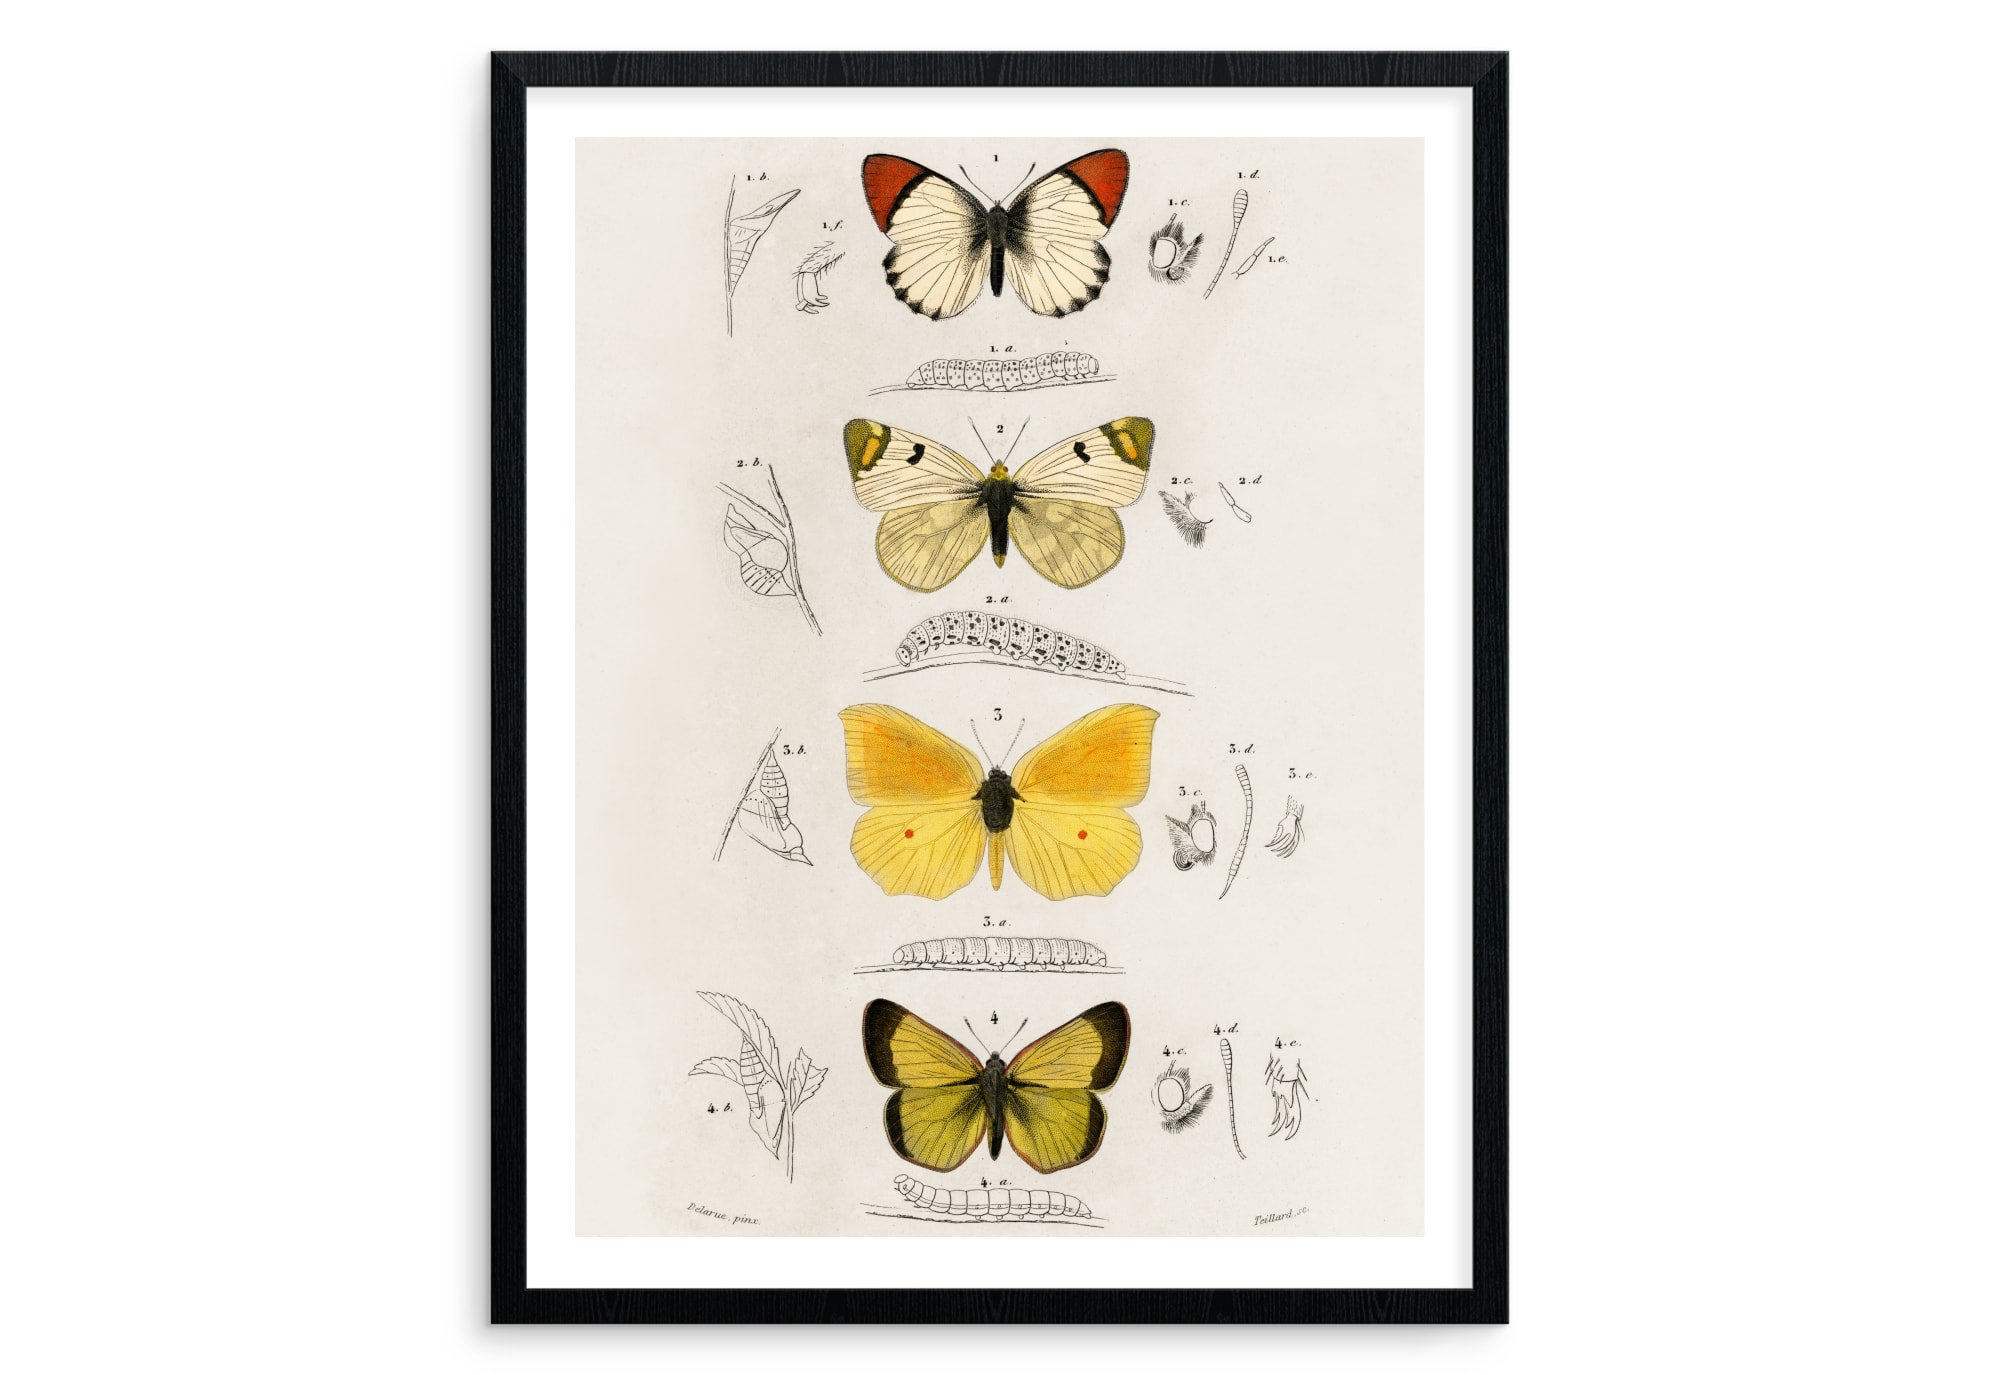 1
1. b.
1. d.
1. c.
1. f.
1. e.
1. a.
2
2. b.
2. c.
2. d
2. a.
3
3. b.
3. d.
3. e.
3. c.
3. a.
4
4. d.
4. e.
4. c.
4. b.
4. a.
Delarue, pinx.
Teillard, sc.